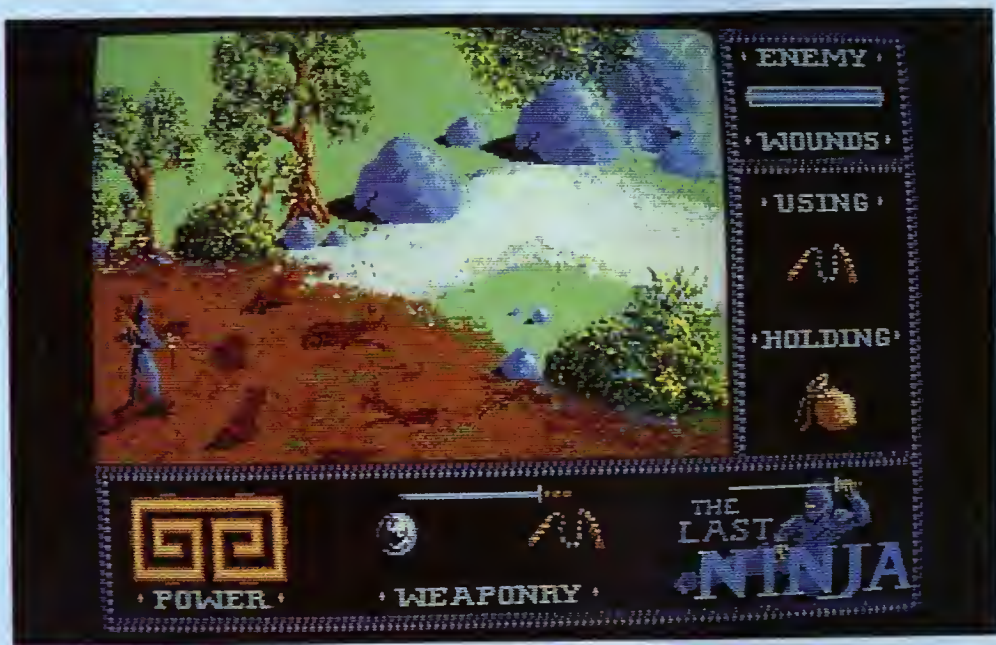 · ENEMY ·
· WOUNDS ·
· USING ·
· HOLDING ·
· POWER ·
· WEAPONRY ·
THE
LAST
NINJA